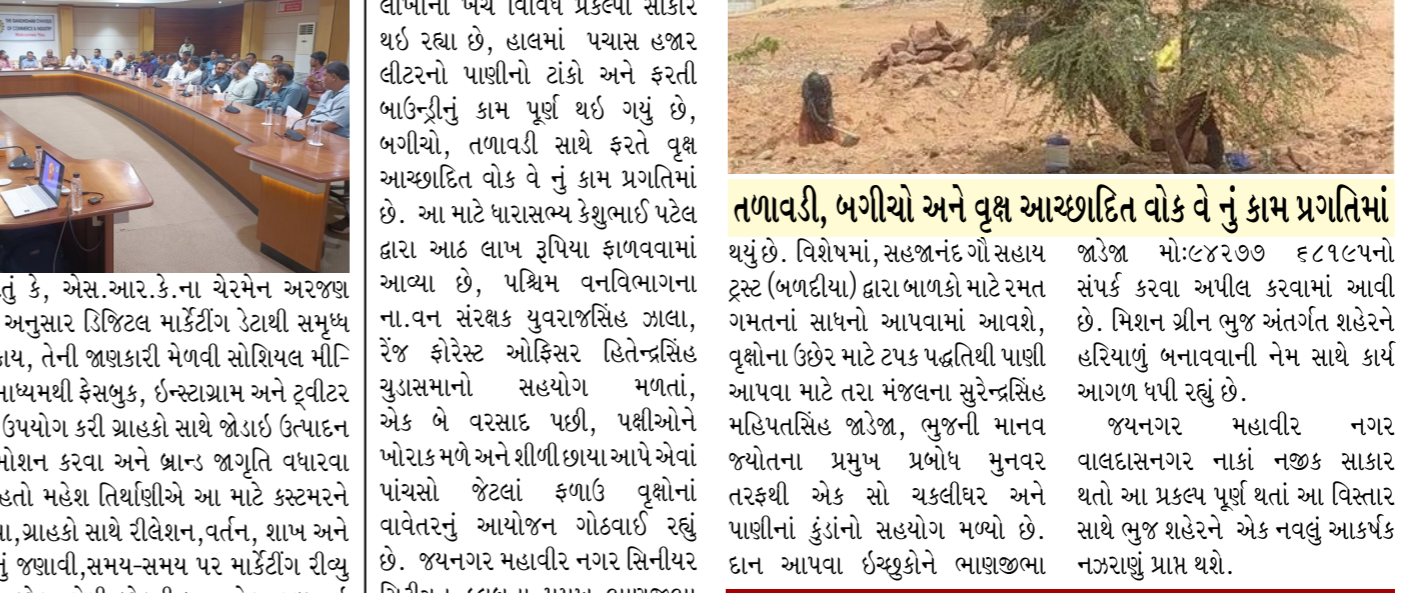 THE GANDHIDHAM CHAMBER
OF COMMERCE & INDUSTRY
કે, એસ.આર.કે.ના ચેરમેન અરજણ
અનુસાર ડિજિટલ માર્કેટીંગ ડેટાથી સમૃધ્ધ
તેની જાણકારી મેળવી સોશિયલ મીડિ-
ફેસબુક, ઇન્સ્ટાગ્રામ અને ટ્વીટર
ઉપયોગ કરી ગ્રાહકો સાથે જોડાઇ ઉત્પાદન
કરવા અને બ્રાન્ડ જાગૃતિ વધારવા
મહેશ તિર્થાણીએ આ માટે કસ્ટમરને
ગ્રાહકો સાથે રીલેશન,વર્તન, શાખ અને
જણાવી,સમય-સમય પર માર્કેટીંગ રીવ્યુ
લાખોના ખર્ચે વિવિધ પ્રકલ્પો સાકાર
થઇ રહ્યા છે, હાલમાં પચાસ હજાર
લીટરનો પાણીનો ટાંકો અને ફરતી
બાઉન્ડ્રીનું કામ પૂર્ણ થઇ ગયું છે,
બગીચો, તળાવડી સાથે ફરતે વૃક્ષ
આચ્છાદિત વોક વે નું કામ પ્રગતિમાં
છે. આ માટે ધારાસભ્ય કેશુભાઈ પટેલ
દ્વારા આઠ લાખ રૂપિયા ફાળવવામાં
આવ્યા છે, પશ્ચિમ વનવિભાગના
ના.વન સંરક્ષક યુવરાજસિંહ ઝાલા,
રેંજ ફોરેસ્ટ ઓફિસર હિતેન્દ્રસિંહ
ચુડાસમાનો સહયોગ મળતાં,
એક બે વરસાદ પછી, પક્ષીઓને
ખોરાક મળે અને શીળી છાયા આપે એવાં
પાંચસો જેટલાં ફળાઉ વૃક્ષોનાં
વાવેતરનું આયોજન ગોઠવાઈ રહ્યું
છે. જયનગર મહાવીર નગર સિનીયર
તળાવડી, બગીચો અને વૃક્ષ આચ્છાદિત વોક વે નું કામ પ્રગતિમાં
થયું છે. વિશેષમાં, સહજાનંદ ગૌ સહાય
ટ્રસ્ટ (બળદીયા) દ્વારા બાળકો માટે રમત
ગમતનાં સાધનો આપવામાં આવશે,
વૃક્ષોના ઉછેર માટે ટપક પદ્ધતિથી પાણી
આપવા માટે તરા મંજલના સુરેન્દ્રસિંહ
મહિપતસિંહ જાડેજા, ભુજની માનવ
જ્યોતના પ્રમુખ પ્રબોધ મુનવર
તરફથી એક સો ચકલીઘર અને
પાણીનાં કુંડાંનો સહયોગ મળ્યો છે.
દાન આપવા ઇચ્છુકોને ભાણજીભા
જાડેજા મો:૯૪૨૭૭ ૬૮૧૯૫નો
સંપર્ક કરવા અપીલ કરવામાં આવી
છે. મિશન ગ્રીન ભુજ અંતર્ગત શહેરને
હરિયાળું બનાવવાની નેમ સાથે કાર્ય
આગળ ધપી રહ્યું છે.
જયનગર મહાવીર નગર
વાલદાસનગર નાકાં નજીક સાકાર
થતો આ પ્રકલ્પ પૂર્ણ થતાં આ વિસ્તાર
સાથે ભુજ શહેરને એક નવલું આકર્ષક
નઝરાણું પ્રાપ્ત થશે.